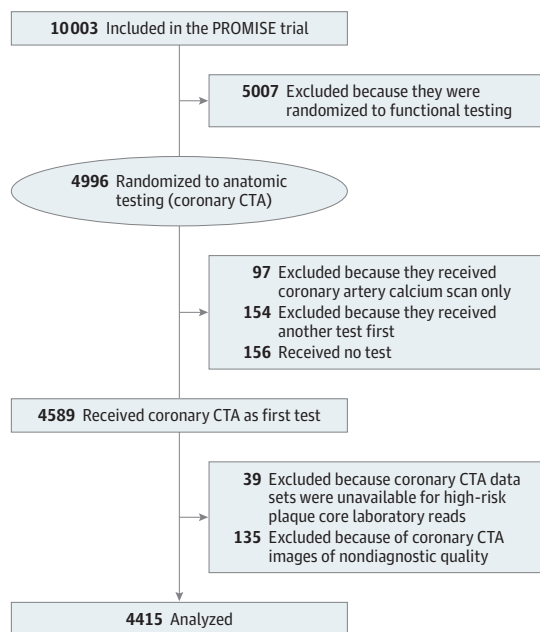 10003 Included in the PROMISE trial
5007 Excluded because they were
randomized to functional testing
4996 Randomized to anatomic
testing (coronary CTA)
97 Excluded because they received
coronary artery calcium scan only
154 Excluded because they received
another test first
156 Received no test
4589 Received coronary CTA as first test
39 Excluded because coronary CTA data
sets were unavailable for high-risk
plaque core laboratory reads
135 Excluded because of coronary CTA
images of nondiagnostic quality
4415 Analyzed